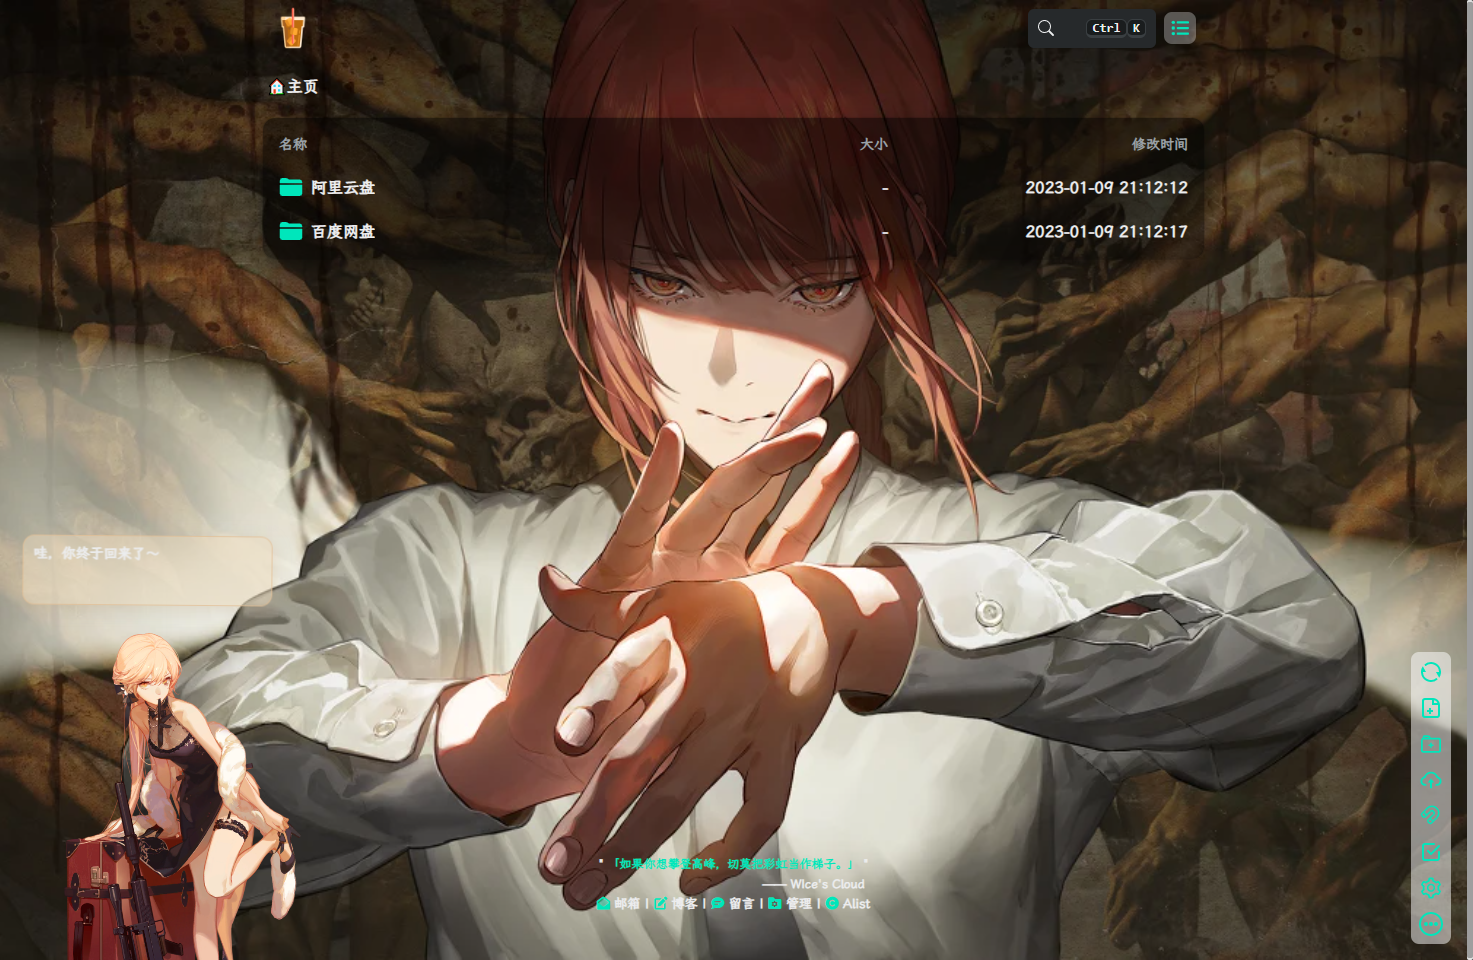 Ctrl K
主页
名称 大小 修改时间
阿里云盘 - 2023-01-09 21:12:12
百度网盘 - 2023-01-09 21:12:17
哇，你终于回来了～
「如果你想攀登高峰，切莫把彩虹当作梯子。」
—— Wice's Cloud
邮箱 | 博客 | 留言 | 管理 | Alist